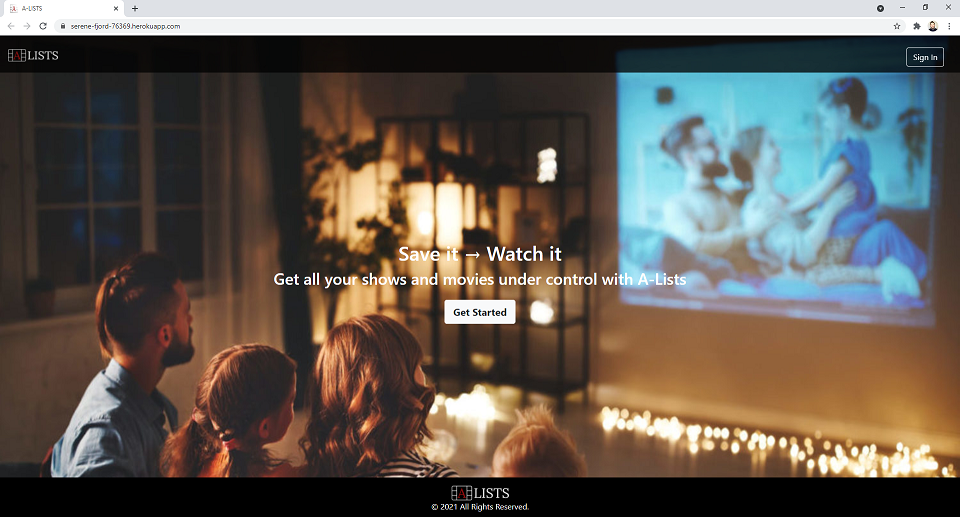 A-LISTS
serene-fjord-76369.herokuapp.com
A LISTS
Sign In
Save it → Watch it
Get all your shows and movies under control with A-Lists
Get Started
A LISTS
© 2021 All Rights Reserved.